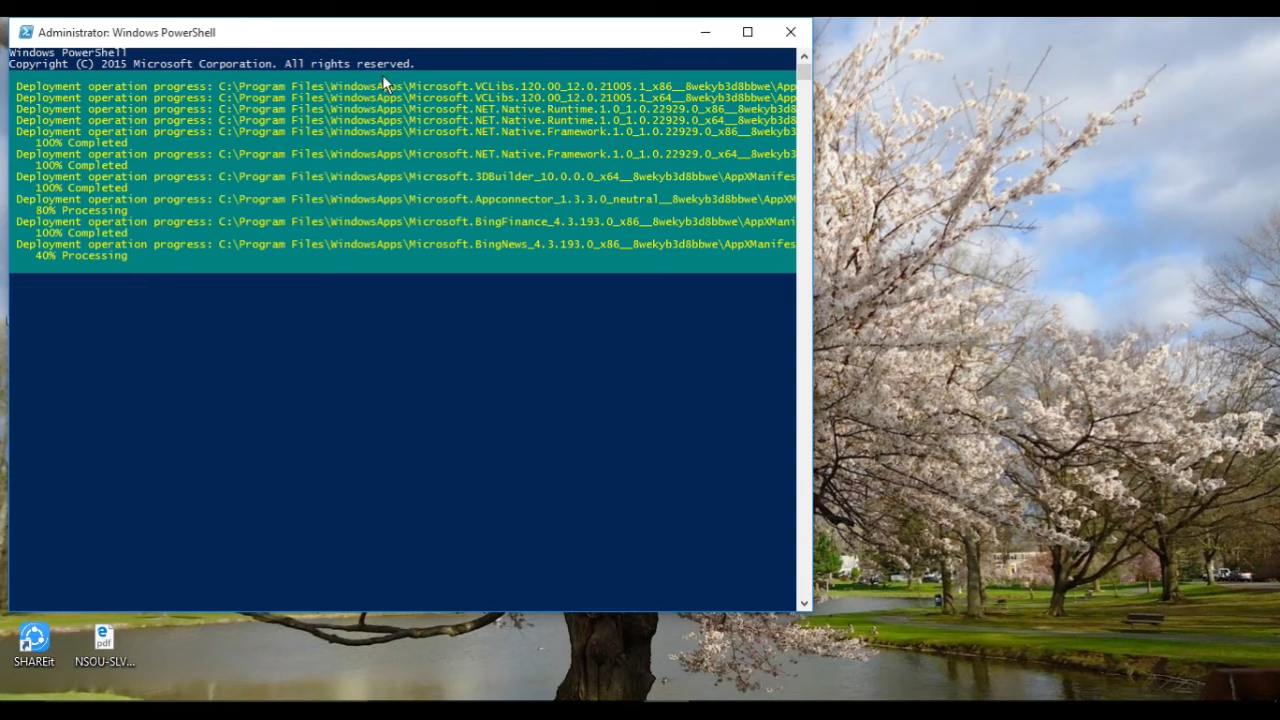 Administrator: Windows PowerShell
Windows PowerShell
Copyright (C) 2015 Microsoft Corporation. All rights reserved.
Deployment operation progress: C:\Program Files\WindowsApps\Microsoft.VCLibs.120.00_12.0.21005.1_x86__8wekyb3d8bbwe\App
Deployment operation progress: C:\Program Files\WindowsApps\Microsoft.VCLibs.120.00_12.0.21005.1_x64__8wekyb3d8bbwe\App
Deployment operation progress: C:\Program Files\WindowsApps\Microsoft.NET.Native.Runtime.1.0_1.0.22929.0_x86__8wekyb3d8
Deployment operation progress: C:\Program Files\WindowsApps\Microsoft.NET.Native.Runtime.1.0_1.0.22929.0_x64__8wekyb3d8
Deployment operation progress: C:\Program Files\WindowsApps\Microsoft.NET.Native.Framework.1.0_1.0.22929.0_x86__8wekyb3
100% Completed
Deployment operation progress: C:\Program Files\WindowsApps\Microsoft.NET.Native.Framework.1.0_1.0.22929.0_x64__8wekyb3
100% Completed
Deployment operation progress: C:\Program Files\WindowsApps\Microsoft.3DBuilder_10.0.0.0_x64__8wekyb3d8bbwe\AppXManifes
100% Completed
Deployment operation progress: C:\Program Files\WindowsApps\Microsoft.Appconnector_1.3.3.0_neutral__8wekyb3d8bbwe\AppXM
80% Processing
Deployment operation progress: C:\Program Files\WindowsApps\Microsoft.BingFinance_4.3.193.0_x86__8wekyb3d8bbwe\AppXMani
100% Completed
Deployment operation progress: C:\Program Files\WindowsApps\Microsoft.BingNews_4.3.193.0_x86__8wekyb3d8bbwe\AppXManifes
40% Processing
pdf
SHAREit
NSOU-SLV...